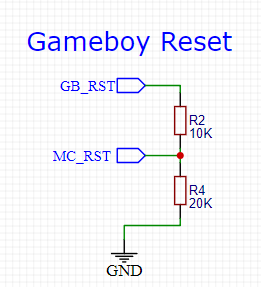 Gameboy Reset
GB_RST
R2
10K
MC_RST
R4
20K
GND